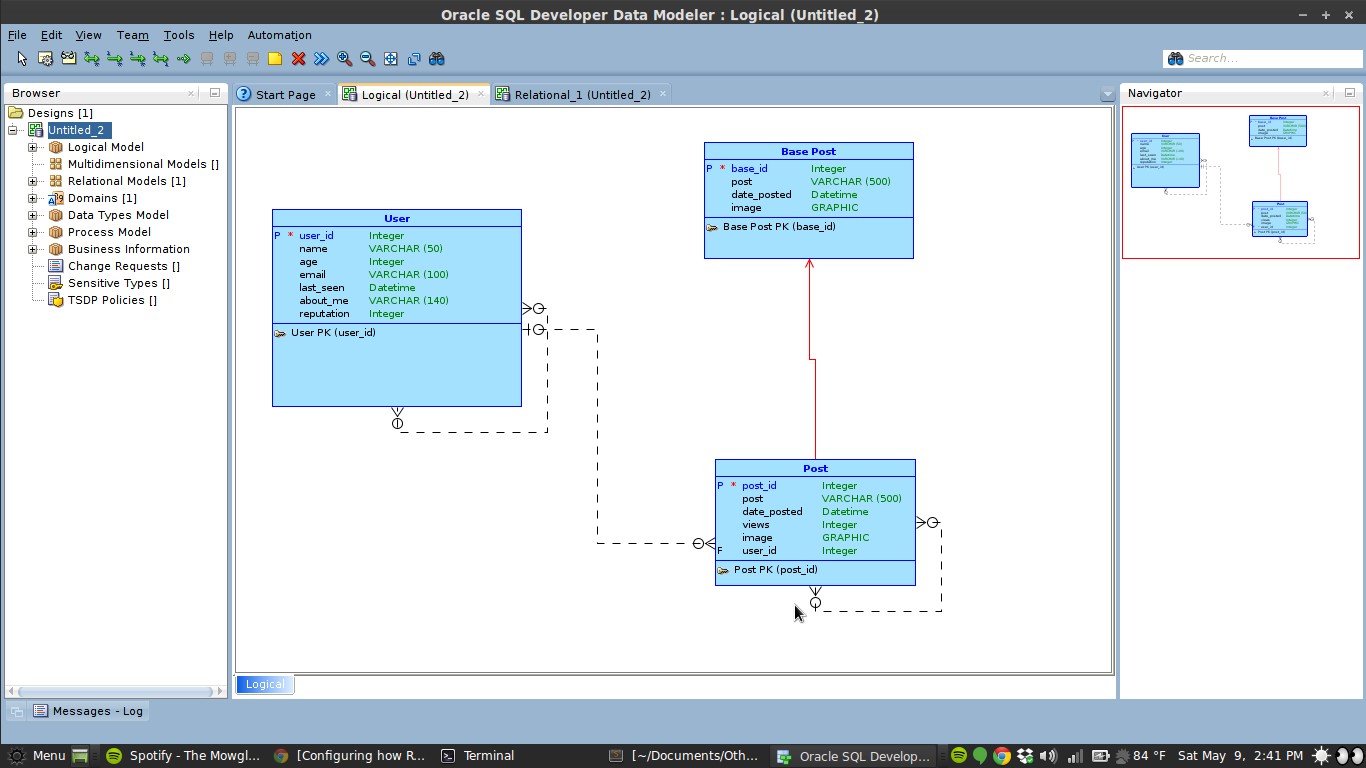 Oracle SQL Developer Data Modeler : Logical (Untitled_2)
File Edit View Team Tools Help Automation
Search...
Browser
Designs [1]
Untitled_2
Logical Model
Multidimensional Models []
Relational Models [1]
Domains [1]
Data Types Model
Process Model
Business Information
Change Requests []
Sensitive Types []
TSDP Policies []
Start Page
Logical (Untitled_2)
Relational_1 (Untitled_2)
User
P * user_id Integer
name VARCHAR (50)
age Integer
email VARCHAR (100)
last_seen Datetime
about_me VARCHAR (140)
reputation Integer
User PK (user_id)
Base Post
P * base_id Integer
post VARCHAR (500)
date_posted Datetime
image GRAPHIC
Base Post PK (base_id)
Post
P * post_id Integer
post VARCHAR (500)
date_posted Datetime
views Integer
image GRAPHIC
F user_id Integer
Post PK (post_id)
Logical
Navigator
Messages - Log
Menu
Spotify - The Mowgl...
[Configuring how R...
Terminal
[~/Documents/Oth...
Oracle SQL Develop...
84 °F
Sat May 9, 2:41 PM